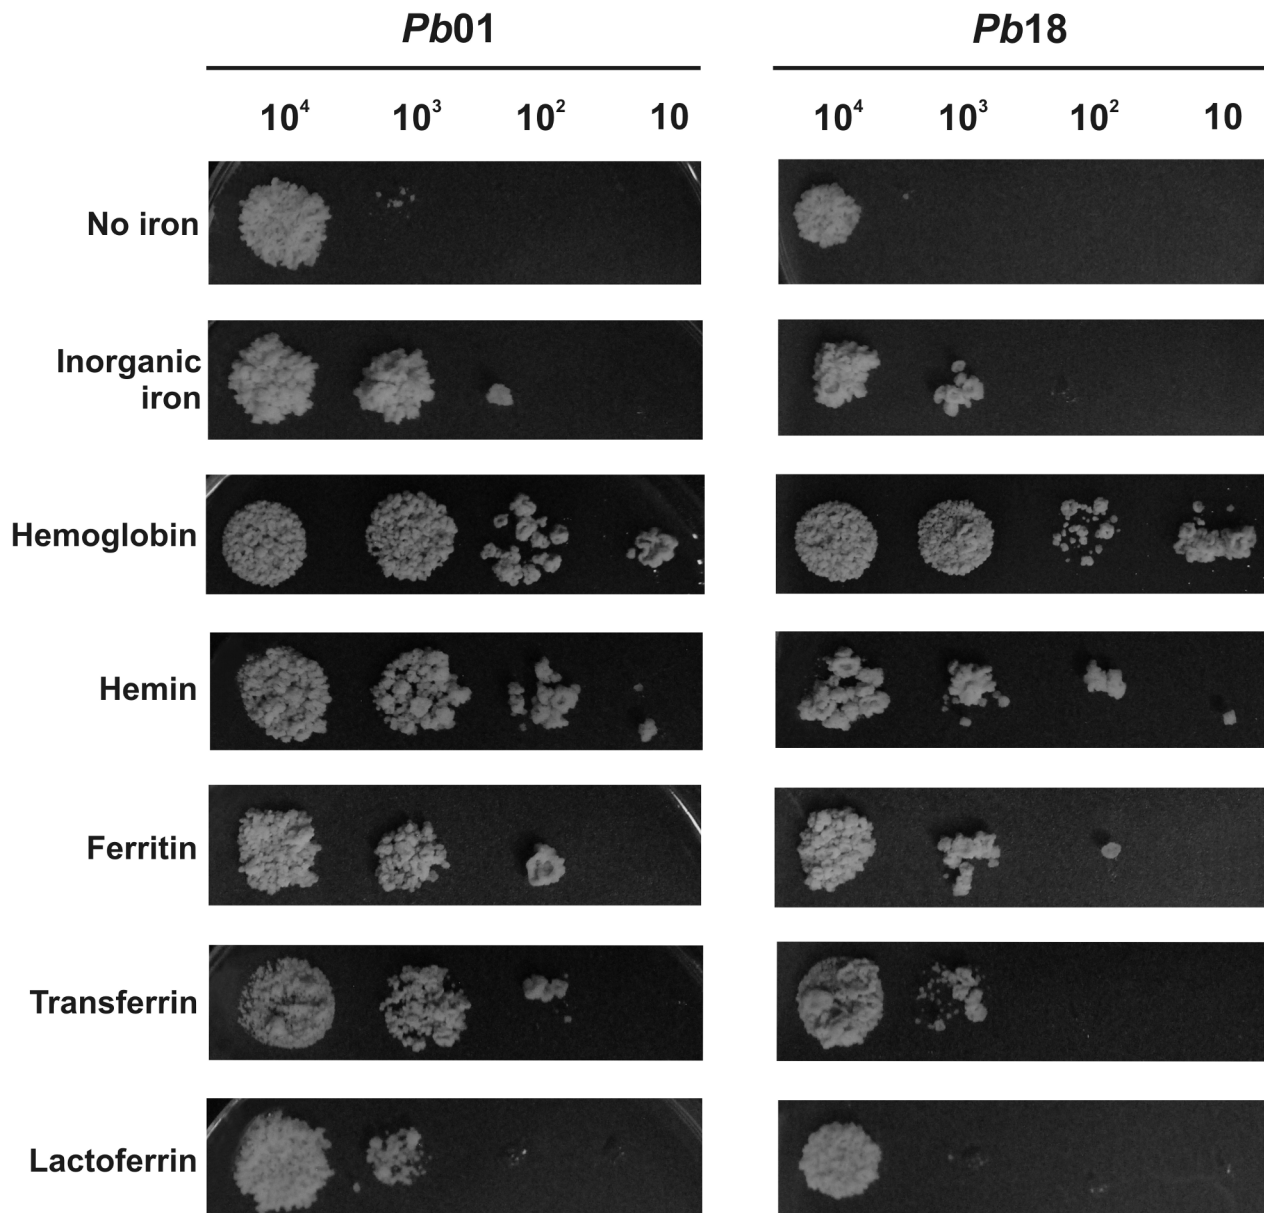 Pb01 Pb18
10⁴ 10³ 10² 10 10⁴ 10³ 10² 10
No iron
Inorganic
iron
Hemoglobin
Hemin
Ferritin
Transferrin
Lactoferrin